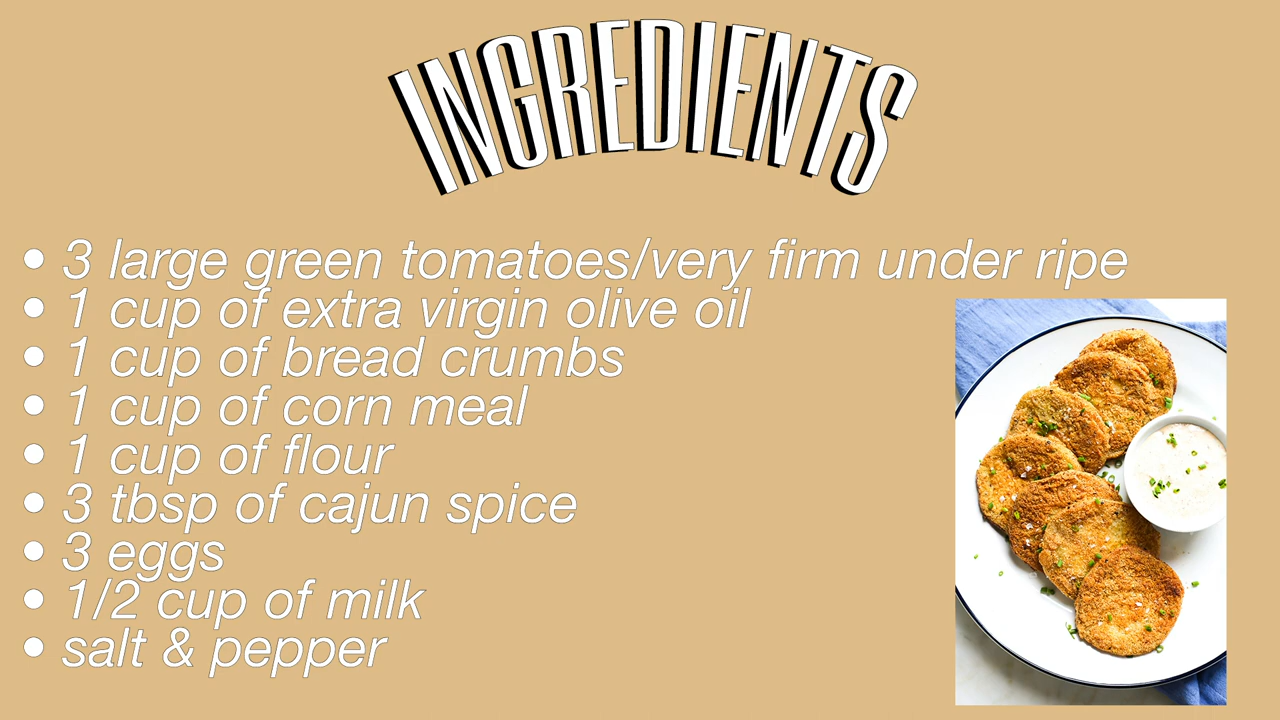 INGREDIENTS
• 3 large green tomatoes/very firm under ripe
• 1 cup of extra virgin olive oil
• 1 cup of bread crumbs
• 1 cup of corn meal
• 1 cup of flour
• 3 tbsp of cajun spice
• 3 eggs
• 1/2 cup of milk
• salt & pepper